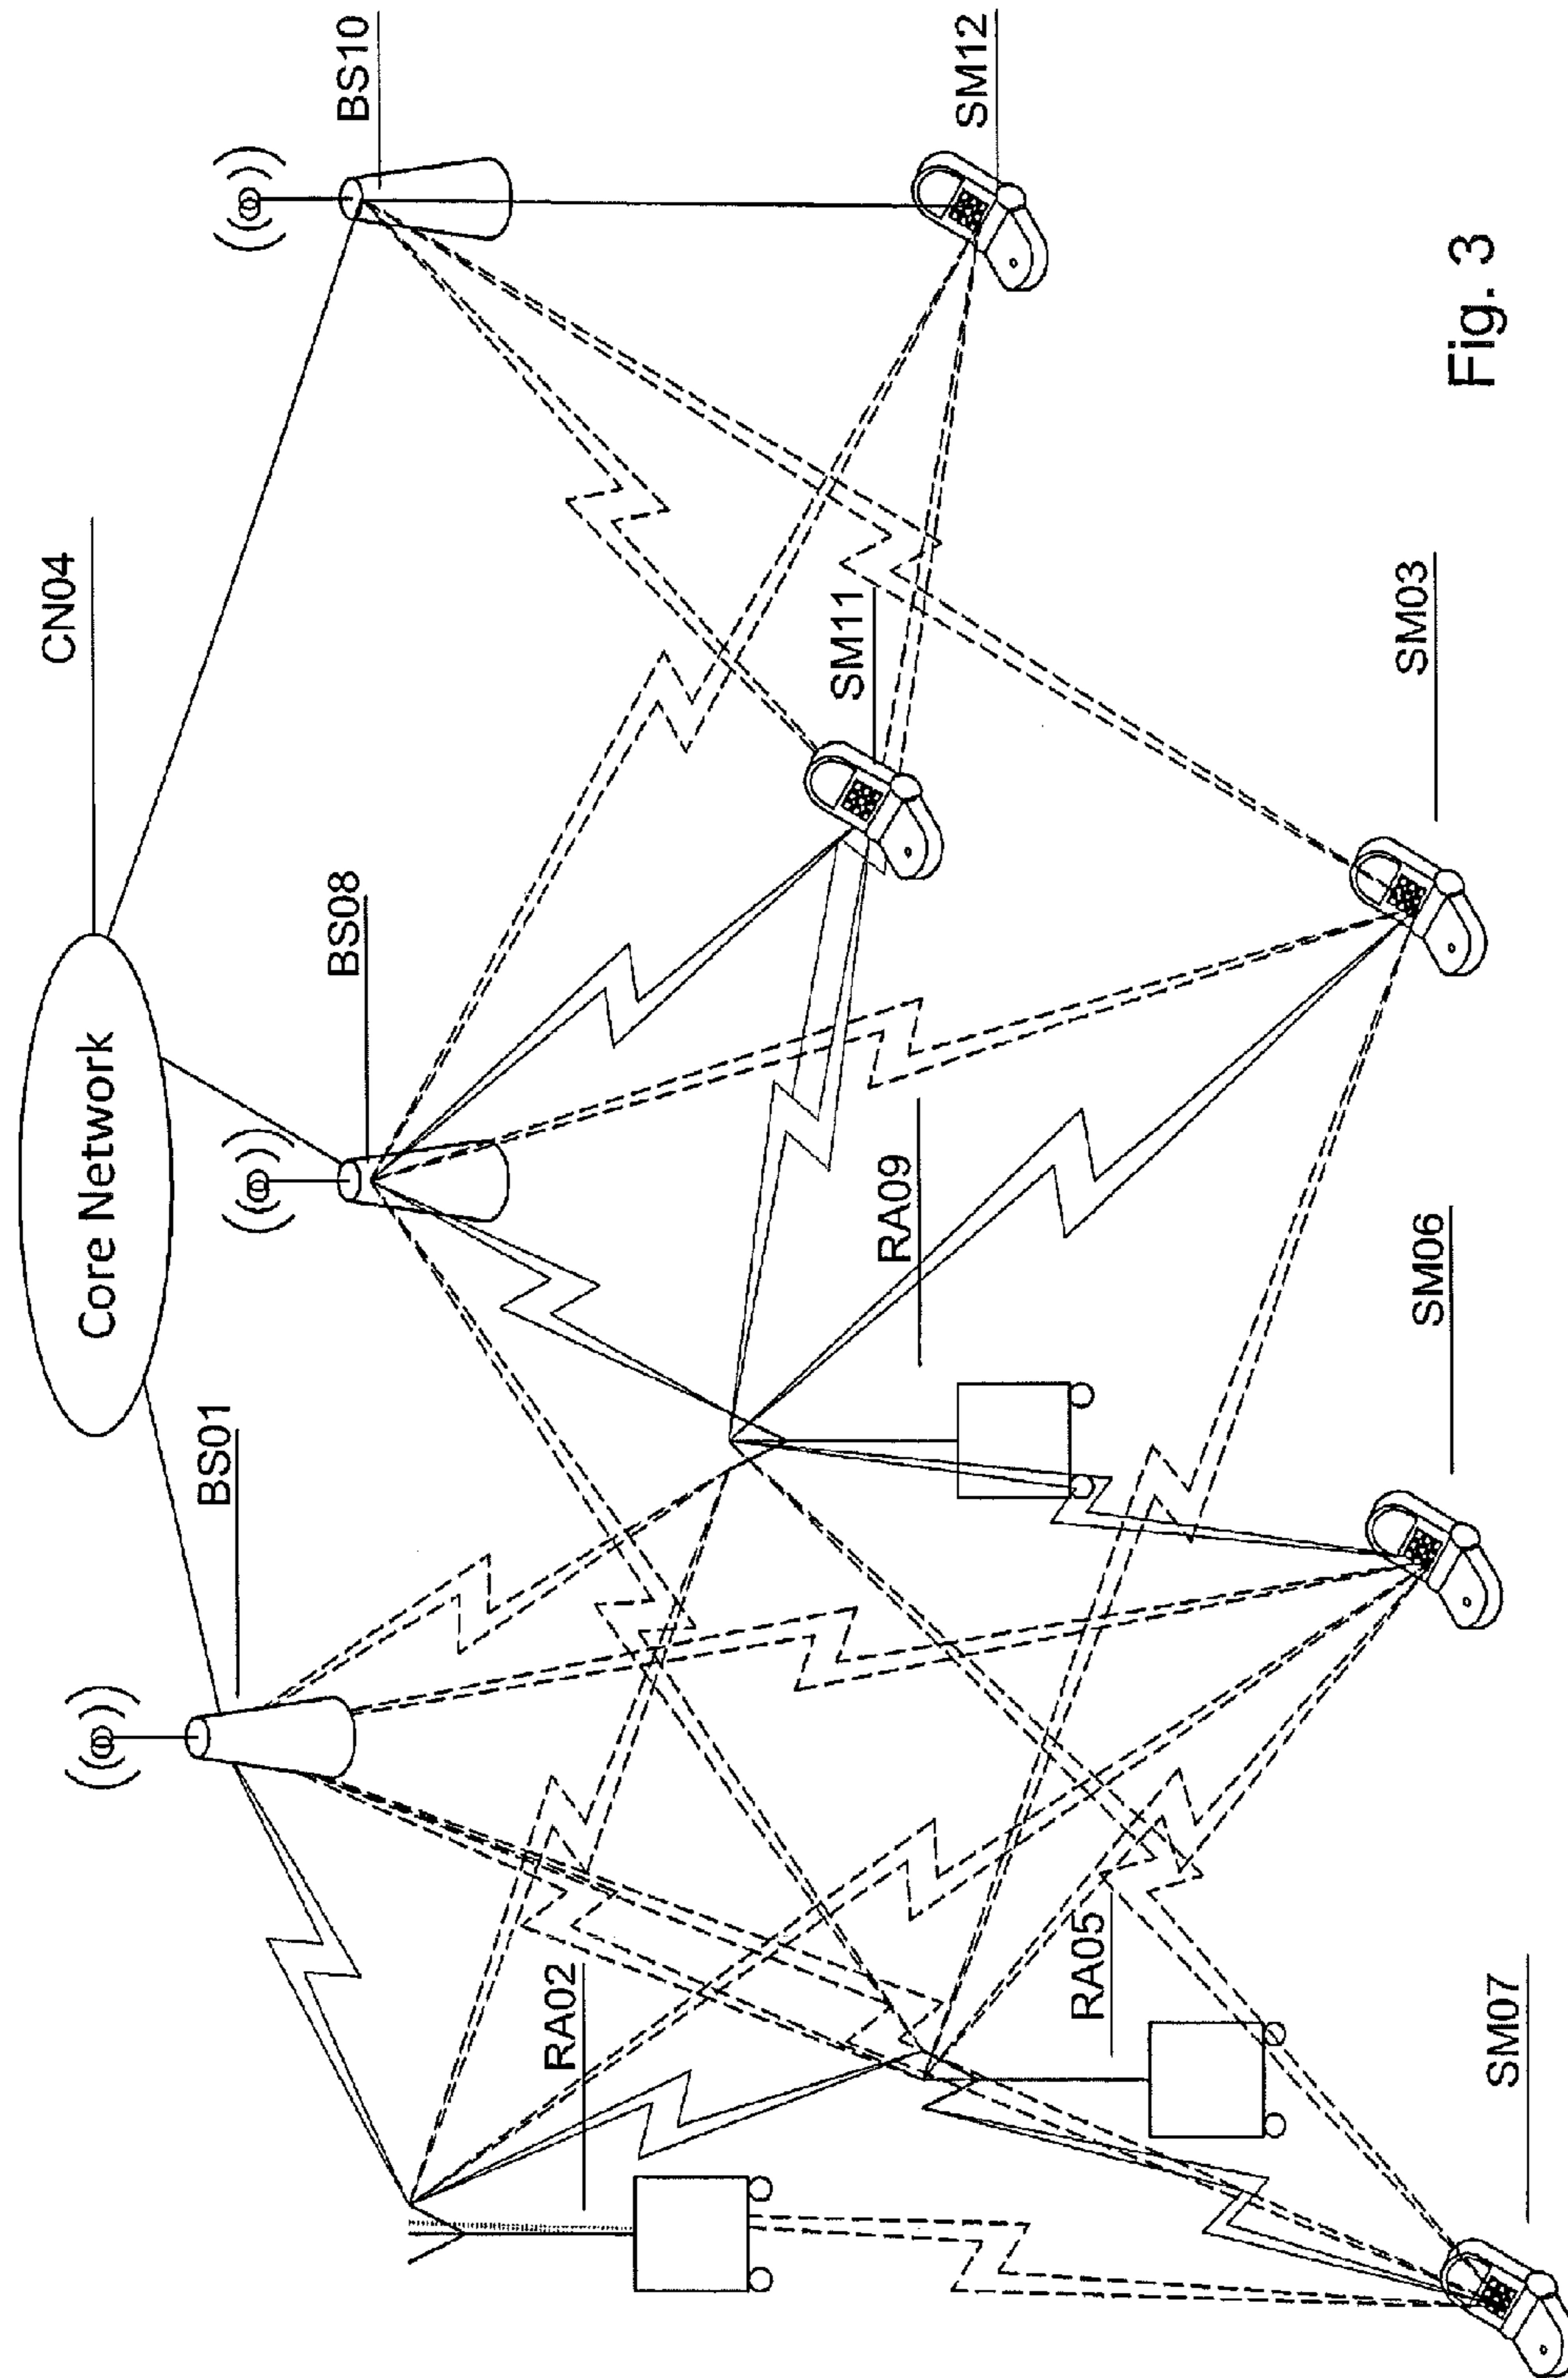 CN04
Core Network
BS10
BS08
BS01
SM12
SM11
RA09
RA02
SM03
SM06
RA05
SM07
Fig. 3